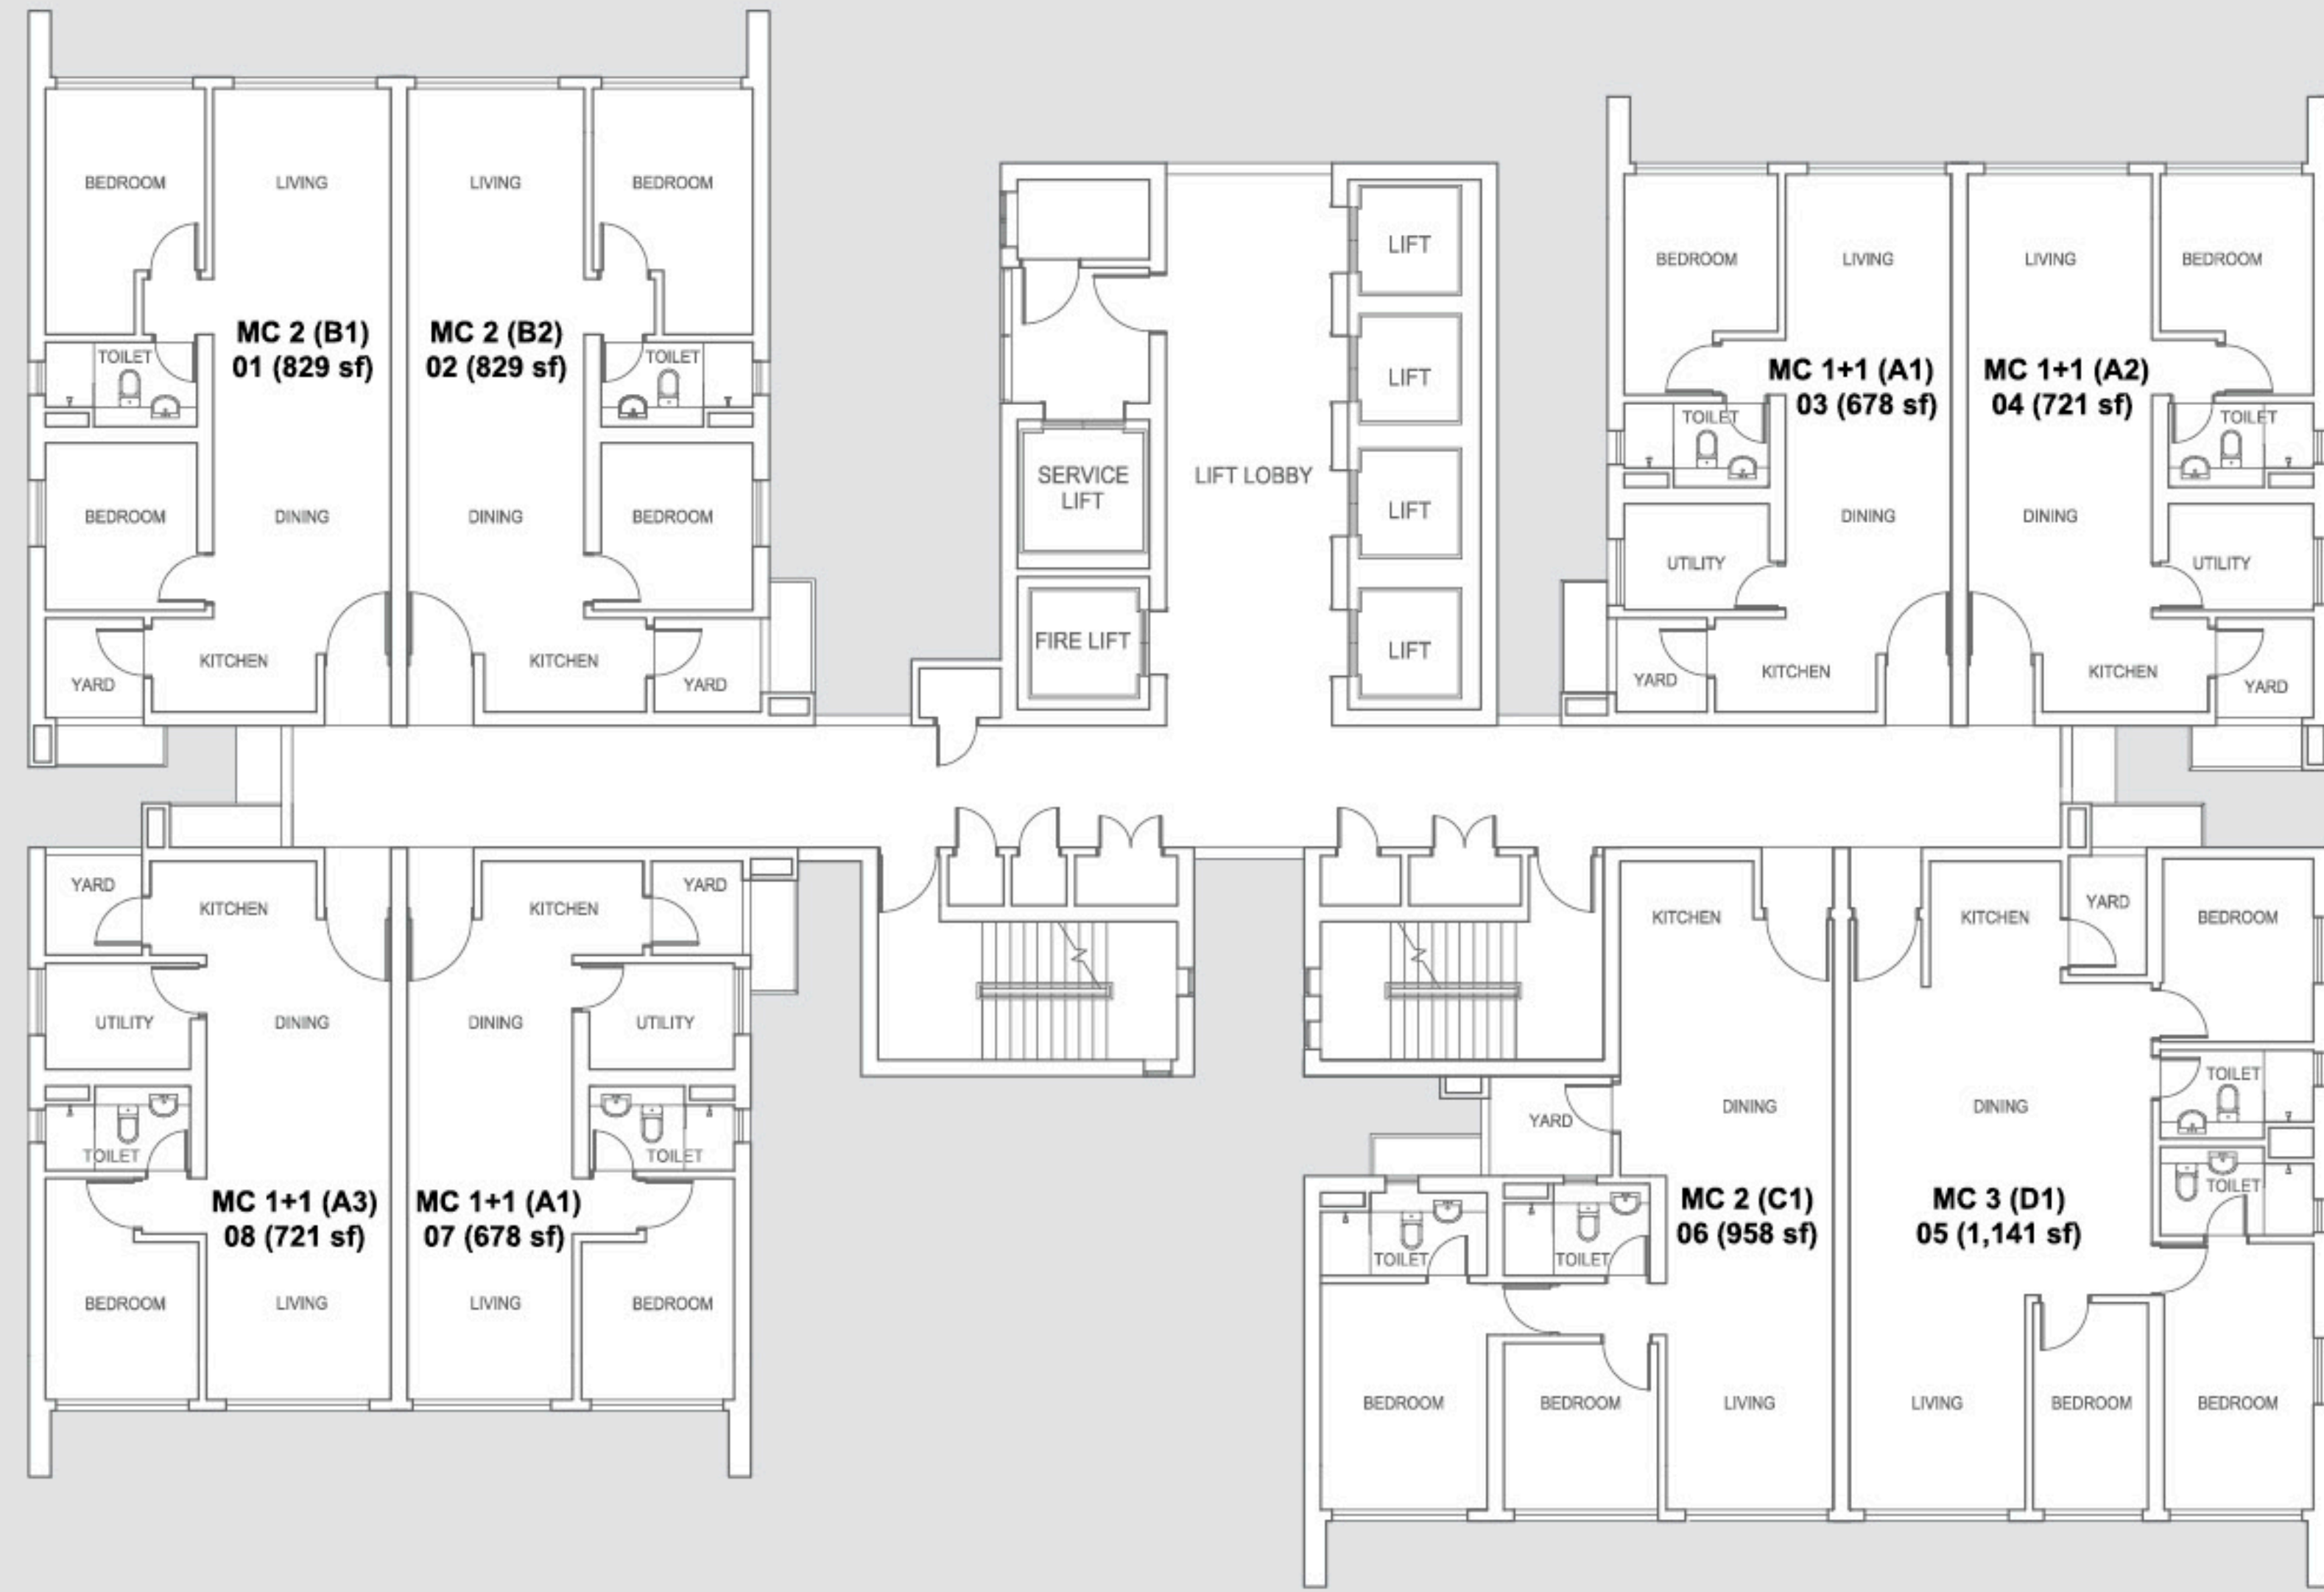 BEDROOM
LIVING
LIVING
BEDROOM
MC 2 (B1)
01 (829 sf)
MC 2 (B2)
02 (829 sf)
TOILET
TOILET
BEDROOM
DINING
DINING
BEDROOM
YARD
KITCHEN
KITCHEN
YARD
LIFT
LIFT
LIFT
LIFT
SERVICE
LIFT
LIFT LOBBY
FIRE LIFT
BEDROOM
LIVING
LIVING
BEDROOM
MC 1+1 (A1)
03 (678 sf)
MC 1+1 (A2)
04 (721 sf)
TOILET
TOILET
DINING
DINING
UTILITY
UTILITY
YARD
KITCHEN
KITCHEN
YARD
YARD
KITCHEN
KITCHEN
YARD
UTILITY
DINING
DINING
UTILITY
TOILET
TOILET
MC 1+1 (A3)
08 (721 sf)
MC 1+1 (A1)
07 (678 sf)
BEDROOM
LIVING
LIVING
BEDROOM
KITCHEN
KITCHEN
YARD
BEDROOM
YARD
DINING
DINING
TOILET
TOILET
TOILET
TOILET
MC 2 (C1)
06 (958 sf)
MC 3 (D1)
05 (1,141 sf)
BEDROOM
BEDROOM
LIVING
LIVING
BEDROOM
BEDROOM